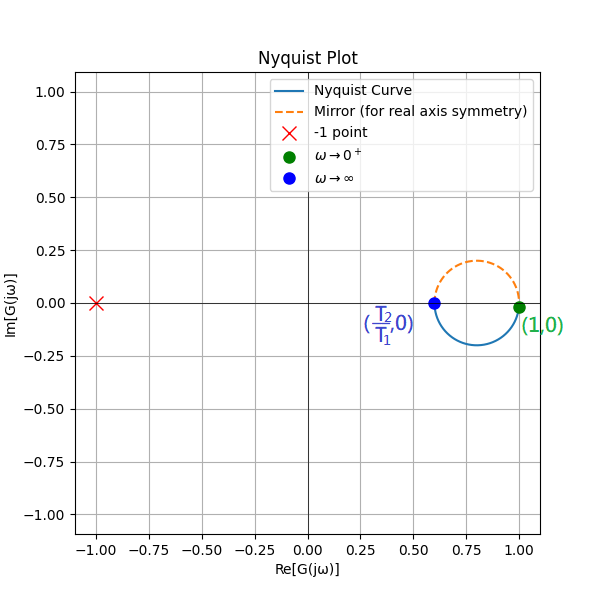 Nyquist Plot
Nyquist Curve
Mirror (for real axis symmetry)
-1 point
ω → 0⁺
ω → ∞
1.00
0.75
0.50
0.25
0.00
−0.25
−0.50
−0.75
−1.00
Im[G(jω)]
(T₂/T₁,0)
(1,0)
−1.00 −0.75 −0.50 −0.25 0.00 0.25 0.50 0.75 1.00
Re[G(jω)]